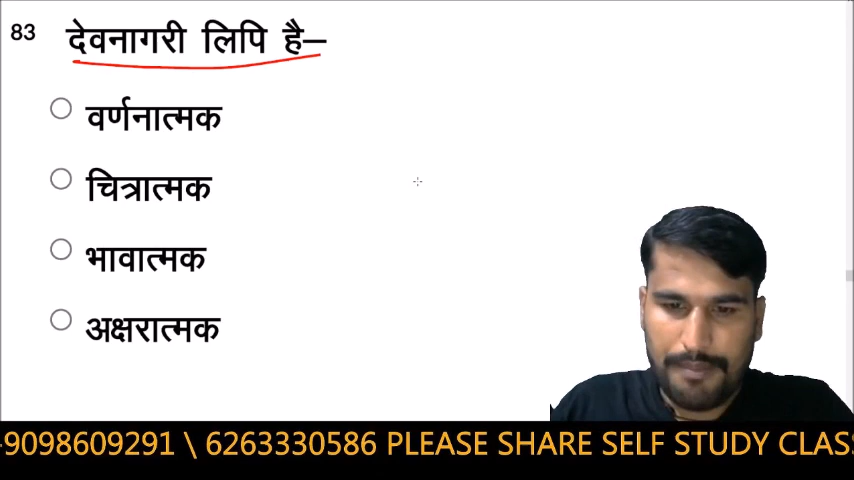 83 देवनागरी लिपि है–
वर्णनात्मक
चित्रात्मक
भावात्मक
अक्षरात्मक
-9098609291 \ 6263330586 PLEASE SHARE SELF STUDY CLAS